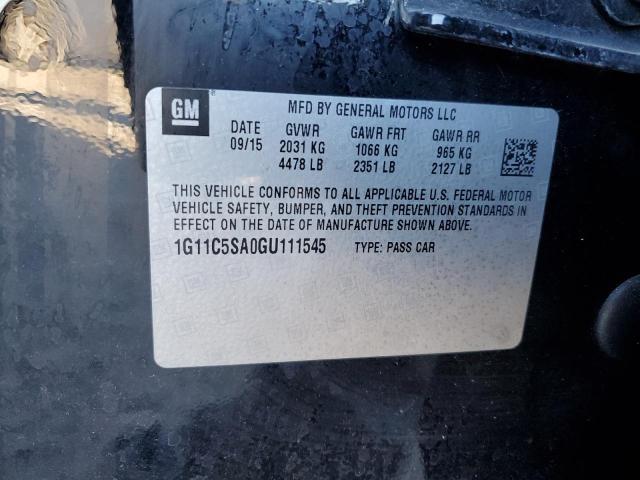 GM
MFD BY GENERAL MOTORS LLC
DATE GVWR GAWR FRT GAWR RR
09/15 2031 KG 1066 KG 965 KG
4478 LB 2351 LB 2127 LB
THIS VEHICLE CONFORMS TO ALL APPLICABLE U.S. FEDERAL MOTOR
VEHICLE SAFETY, BUMPER, AND THEFT PREVENTION STANDARDS IN
EFFECT ON THE DATE OF MANUFACTURE SHOWN ABOVE.
1G11C5SA0GU111545 TYPE: PASS CAR